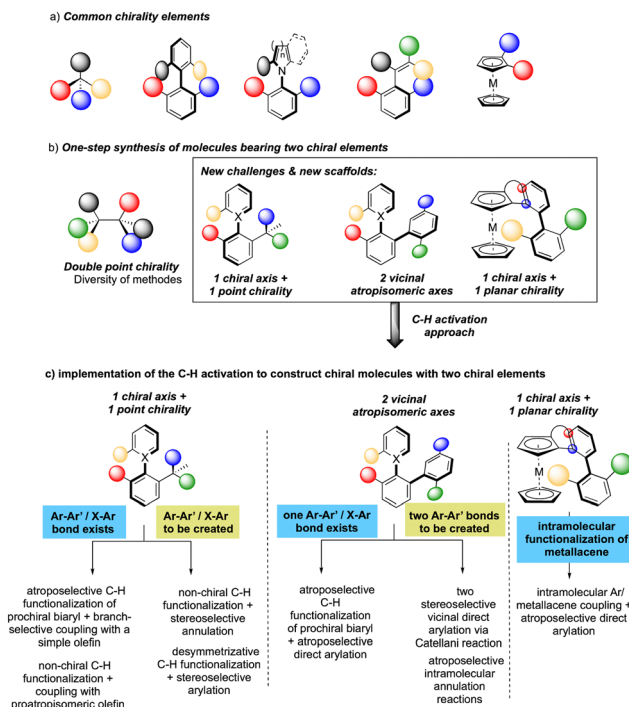 a) Common chirality elements
n
N
M
b) One-step synthesis of molecules bearing two chiral elements
New challenges & new scaffolds:
X
X
M
Double point chirality
Diversity of methodes
1 chiral axis +
1 point chirality
2 vicinal
atropisomeric axes
1 chiral axis +
1 planar chirality
C-H activation
approach
c) implementation of the C-H activation to construct chiral molecules with two chiral elements
1 chiral axis +
1 point chirality
2 vicinal
atropisomeric axes
1 chiral axis +
1 planar chirality
X
X
M
Ar-Ar' / X-Ar
bond exists
Ar-Ar' / X-Ar
to be created
one Ar-Ar' / X-Ar
bond exists
two Ar-Ar' bonds
to be created
intramolecular
functionalization of
metallacene
atroposelective C-H
functionalization of
prochiral biaryl + branch-
selective coupling with a
simple olefin
non-chiral C-H
functionalization +
coupling with
proatropisomeric olefin
non-chiral C-H
functionalization +
stereoselective
annulation
desymmetrizative
C-H functionalization
+ stereoselective
arylation
atroposelective
C-H
functionalization
of prochiral biaryl +
atroposelective
direct arylation
two
stereoselective
vicinal direct
arylation via
Catellani reaction
atroposelective
intramolecular
annulation
reactions
intramolecular Ar/
metallacene coupling +
atroposelective direct
arylation